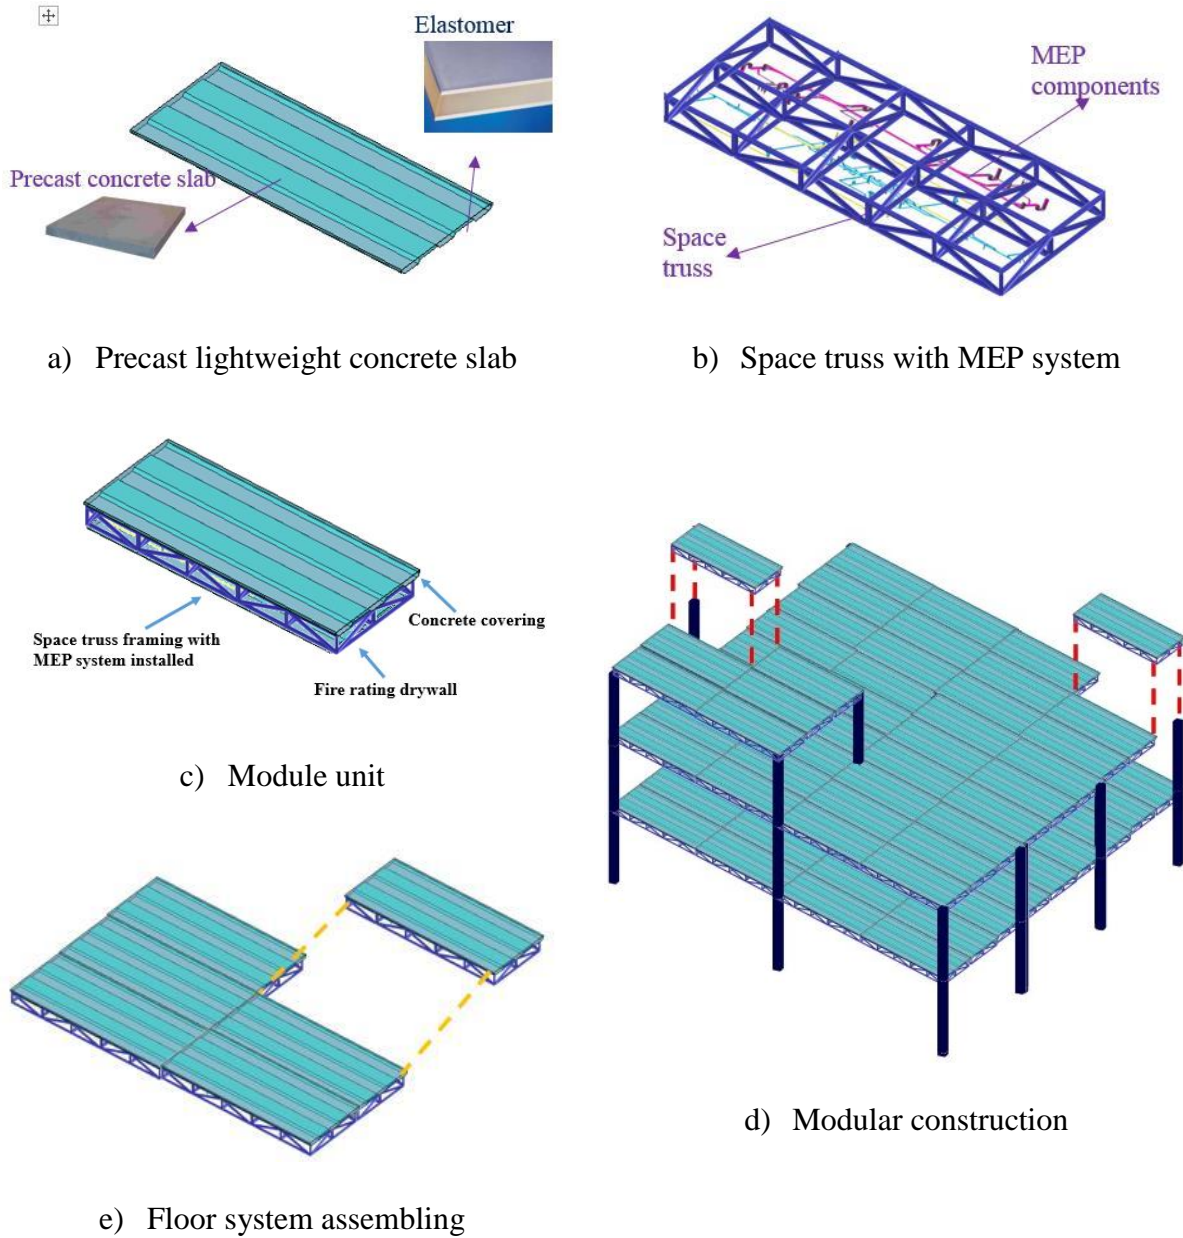 Elastomer
Precast concrete slab
MEP
components
Space
truss
a) Precast lightweight concrete slab
b) Space truss with MEP system
Space truss framing with
MEP system installed
Concrete covering
Fire rating drywall
c) Module unit
d) Modular construction
e) Floor system assembling